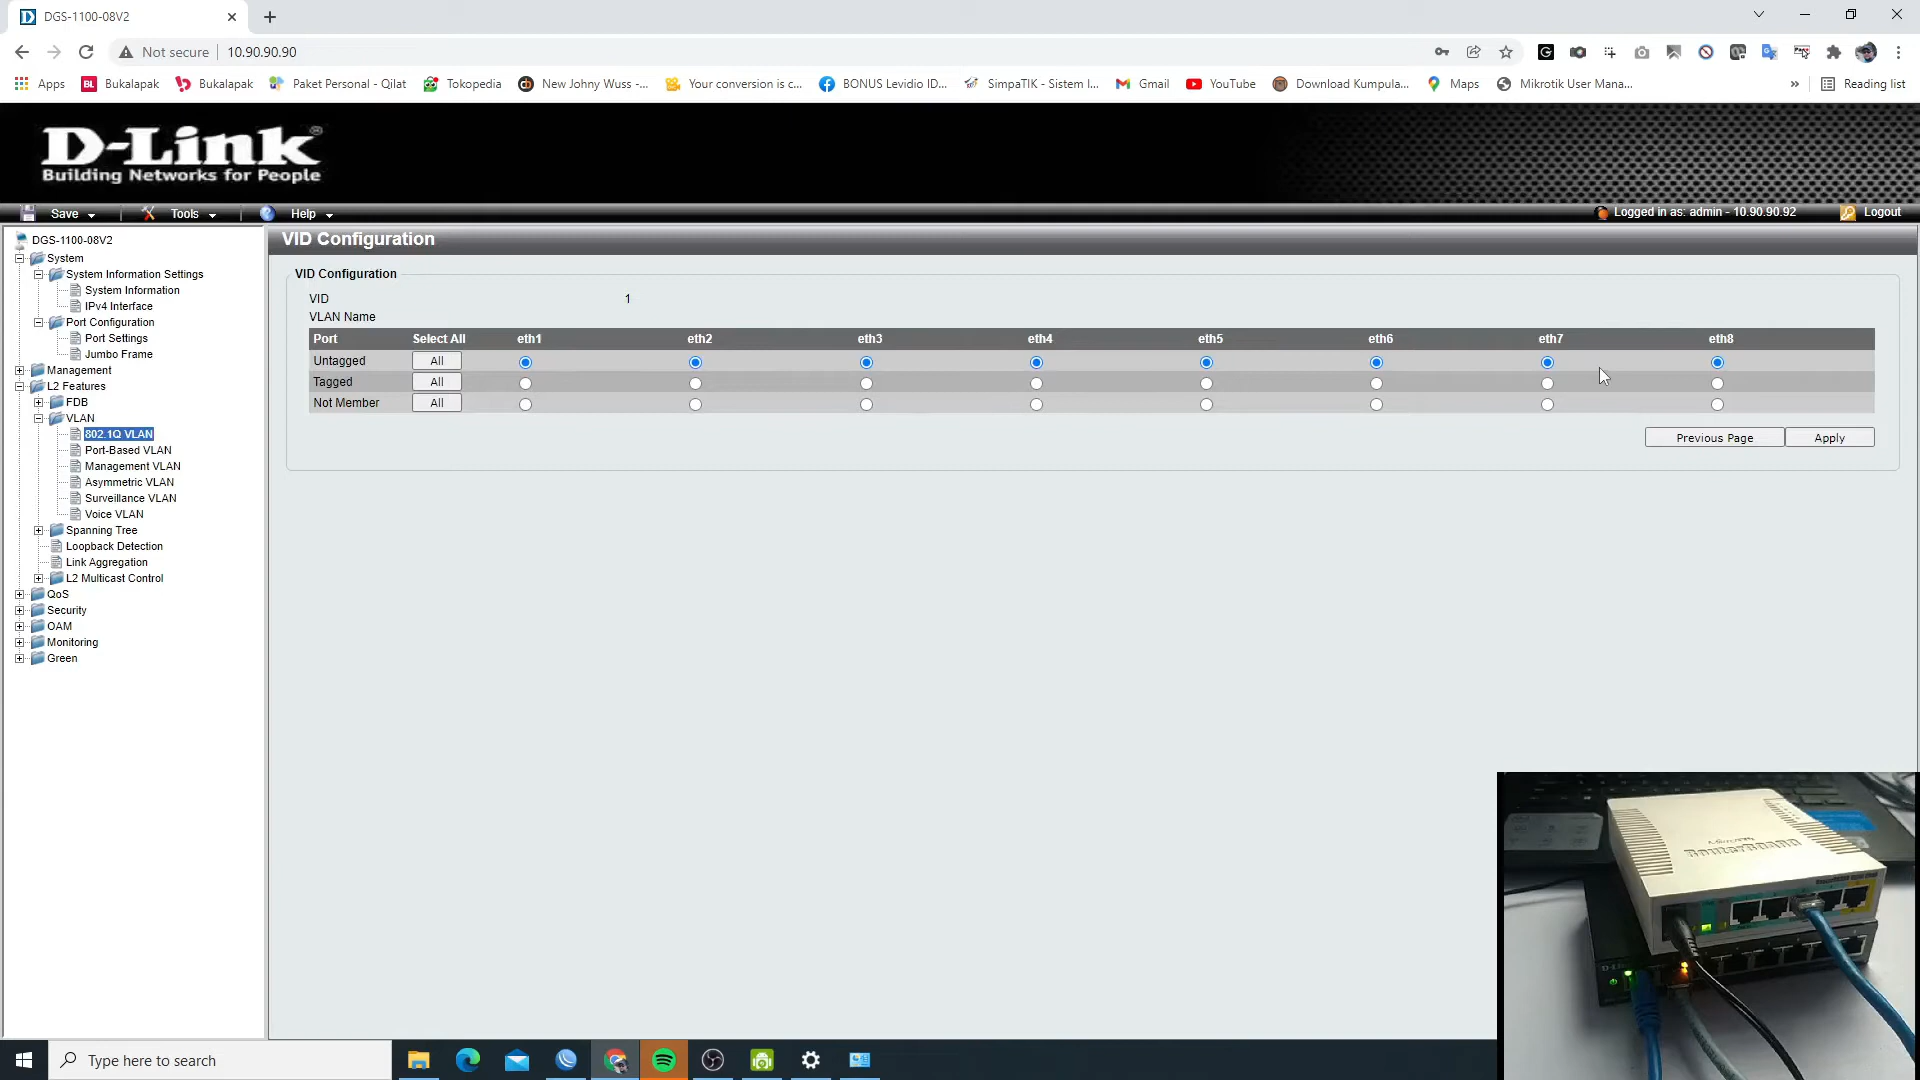 DGS-1100-08V2
Not secure
10.90.90.90
Apps
BL
Bukalapak
Bukalapak
Paket Personal - Qilat
Tokopedia
New Johny Wuss -...
Your conversion is c...
BONUS Levidio ID...
SimpaTIK - Sistem I...
Gmail
YouTube
Download Kumpula...
Maps
Mikrotik User Mana...
»
Reading list
D-Link®
Building Networks for People
Save
Tools
Help
Logged in as: admin - 10.90.90.92
Logout
DGS-1100-08V2
System
System Information Settings
System Information
IPv4 Interface
Port Configuration
Port Settings
Jumbo Frame
Management
L2 Features
FDB
VLAN
802.1Q VLAN
Port-Based VLAN
Management VLAN
Asymmetric VLAN
Surveillance VLAN
Voice VLAN
Spanning Tree
Loopback Detection
Link Aggregation
L2 Multicast Control
QoS
Security
OAM
Monitoring
Green
VID Configuration
VID Configuration
VID 1
VLAN Name
Port Select All eth1 eth2 eth3 eth4 eth5 eth6 eth7 eth8
Untagged All
Tagged All
Not Member All
Previous Page Apply
RouterBOARD
Type here to search